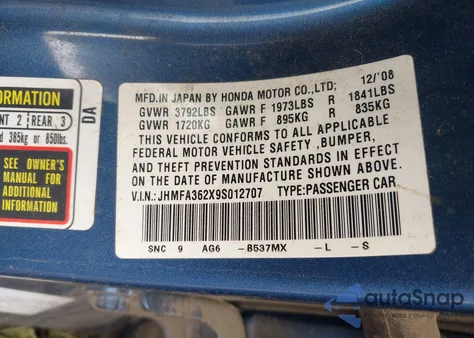 ORMATION
NT 2 REAR 3
d 385kg or 850lbs.
SEE OWNER'S
MANUAL FOR
ADDITIONAL
INFORMATION
DA
MFD.IN JAPAN BY HONDA MOTOR CO.,LTD; 12/'08
GVWR 3792LBS GAWR F 1973LBS R 1841LBS
GVWR 1720KG GAWR F 895KG R 835KG
THIS VEHICLE CONFORMS TO ALL APPLICABLE
FEDERAL MOTOR VEHICLE SAFETY ,BUMPER,
AND THEFT PREVENTION STANDARDS IN EFFECT
ON THE DATE OF MANUFACTURE SHOWN ABOVE.
V.I.N.: JHMFA362X9S012707 TYPE:PASSENGER CAR
SNC 9 AG6 -B537MX -L -S
autoSnap